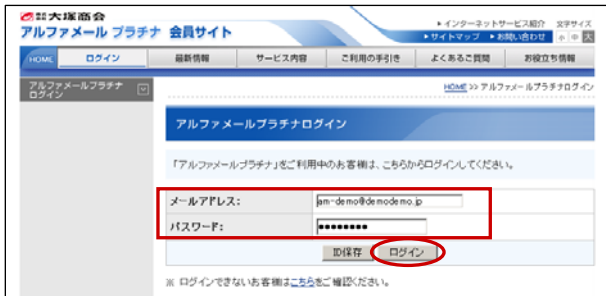 大塚商会
アルファメール プラチナ 会員サイト
▶インターネットサービス紹介 文字サイズ
▶サイトマップ ▶お問い合わせ 小 中 大
HOME ログイン 最新情報 サービス内容 ご利用の手引き よくあるご質問 お役立ち情報
アルファメールプラチナ
ログイン
HOME >> アルファメールプラチナログイン
アルファメールプラチナログイン
「アルファメールプラチナ」をご利用中のお客様は、こちらからログインしてください。
メールアドレス: am-demo@demodemo.jp
パスワード: ●●●●●●●●
ID保存 ログイン
※ ログインできないお客様はこちらをご確認ください。